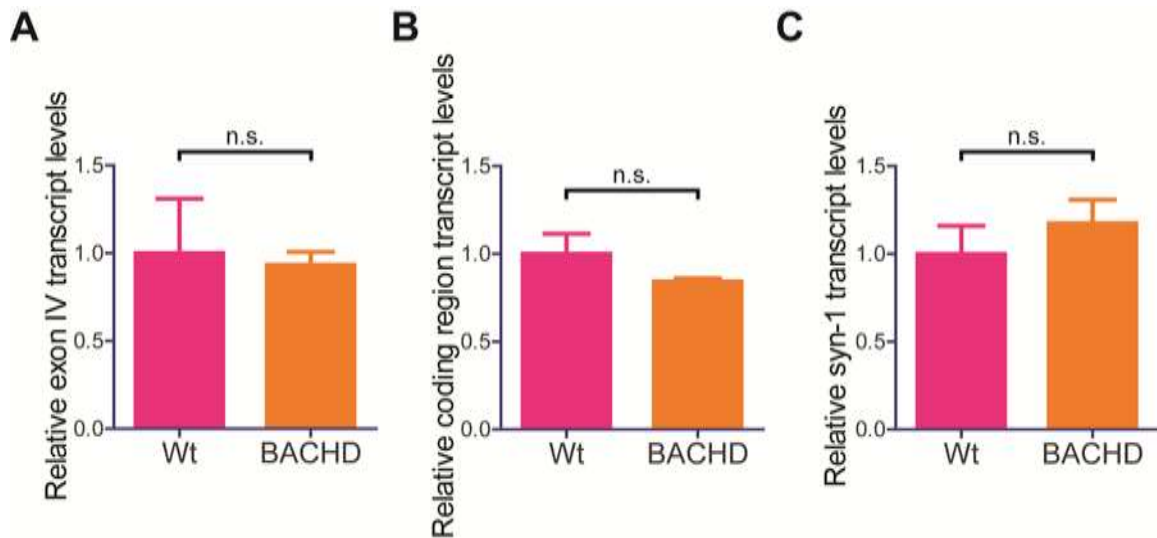 A
Relative exon IV transcript levels
1.5
1.0
0.5
0.0
n.s.
Wt
BACHD
B
Relative coding region transcript levels
1.5
1.0
0.5
0.0
n.s.
Wt
BACHD
C
Relative syn-1 transcript levels
1.5
1.0
0.5
0.0
n.s.
Wt
BACHD